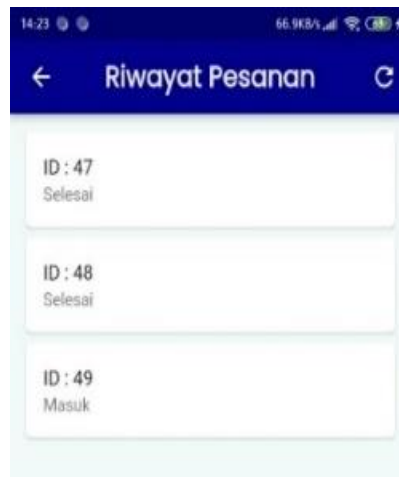 14:23 66.9KB/s
Riwayat Pesanan
ID : 47
Selesai
ID : 48
Selesai
ID : 49
Masuk